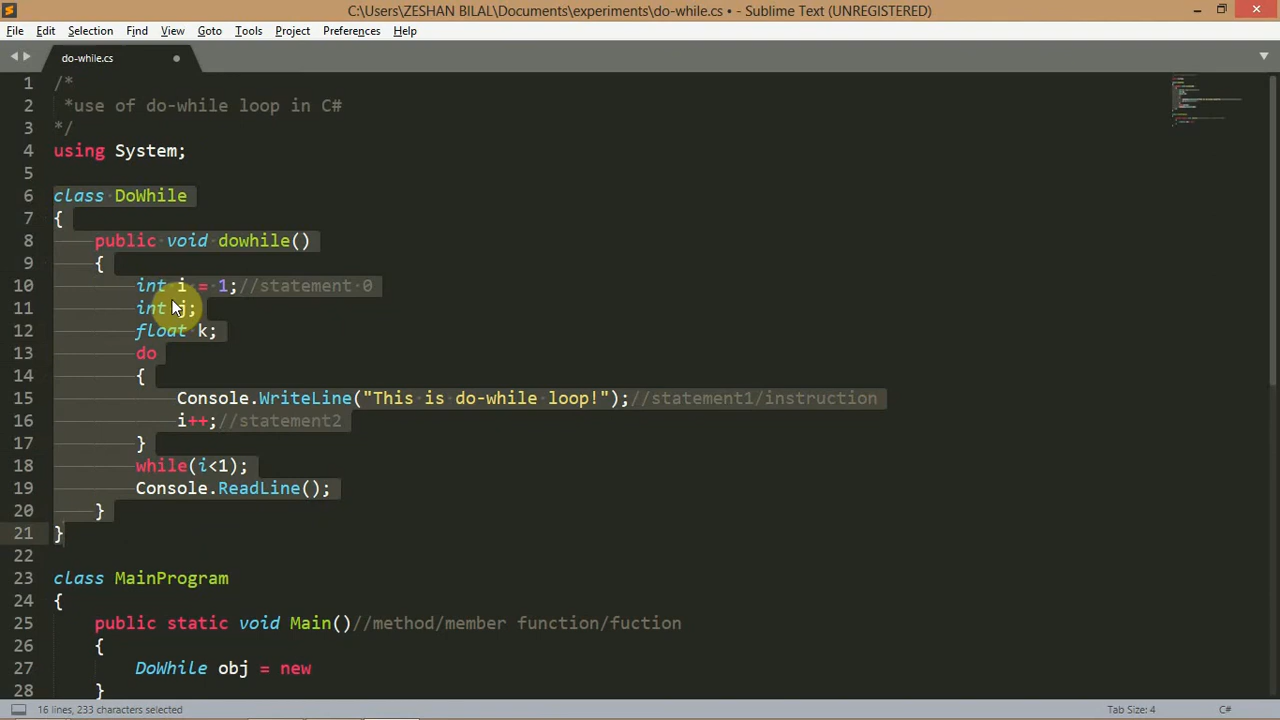 C:\Users\ZESHAN BILAL\Documents\experiments\do-while.cs • - Sublime Text (UNREGISTERED)
File Edit Selection Find View Goto Tools Project Preferences Help
do-while.cs
1 /*
2 *use of do-while loop in C#
3 */
4 using System;
5
6 class DoWhile
7 {
8 public void dowhile()
9 {
10 int i = 1;//statement 0
11 int j;
12 float k;
13 do
14 {
15 Console.WriteLine("This is do-while loop!");//statement1/instruction
16 i++;//statement2
17 }
18 while(i<1);
19 Console.ReadLine();
20 }
21 }
22
23 class MainProgram
24 {
25 public static void Main()//method/member function/fuction
26 {
27 DoWhile obj = new
28 }
16 lines, 233 characters selected Tab Size: 4 C#